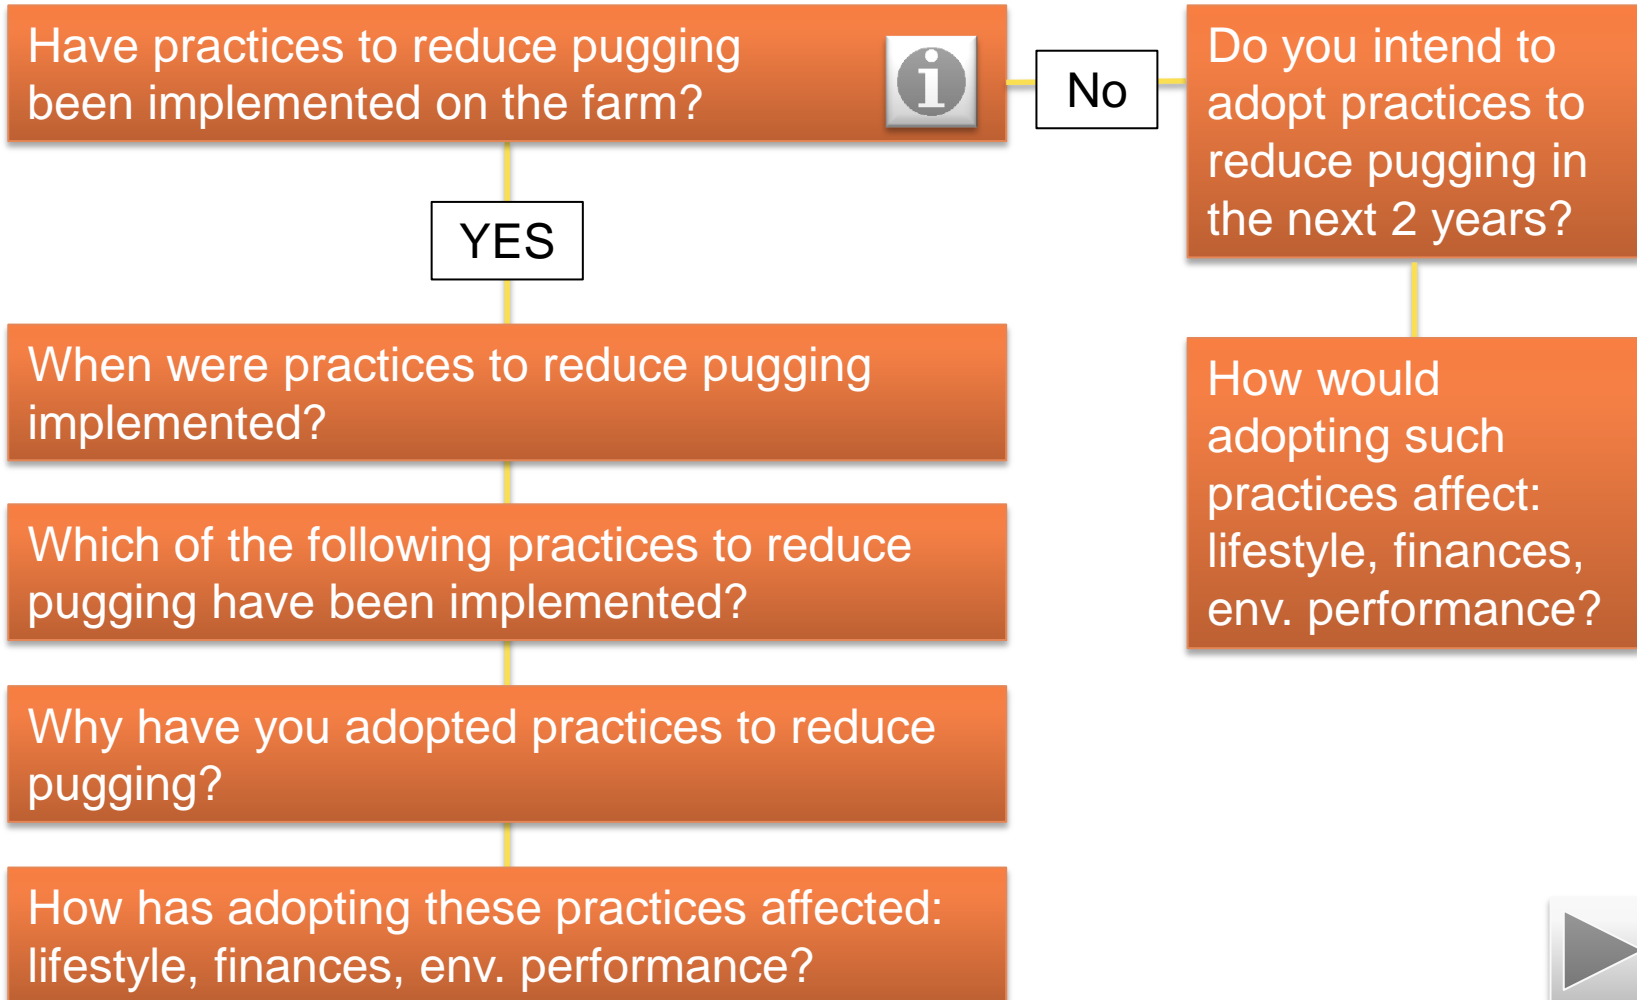 Have practices to reduce pugging
been implemented on the farm?
No
Do you intend to
adopt practices to
reduce pugging in
the next 2 years?
YES
When were practices to reduce pugging
implemented?
How would
adopting such
practices affect:
lifestyle, finances,
env. performance?
Which of the following practices to reduce
pugging have been implemented?
Why have you adopted practices to reduce
pugging?
How has adopting these practices affected:
lifestyle, finances, env. performance?